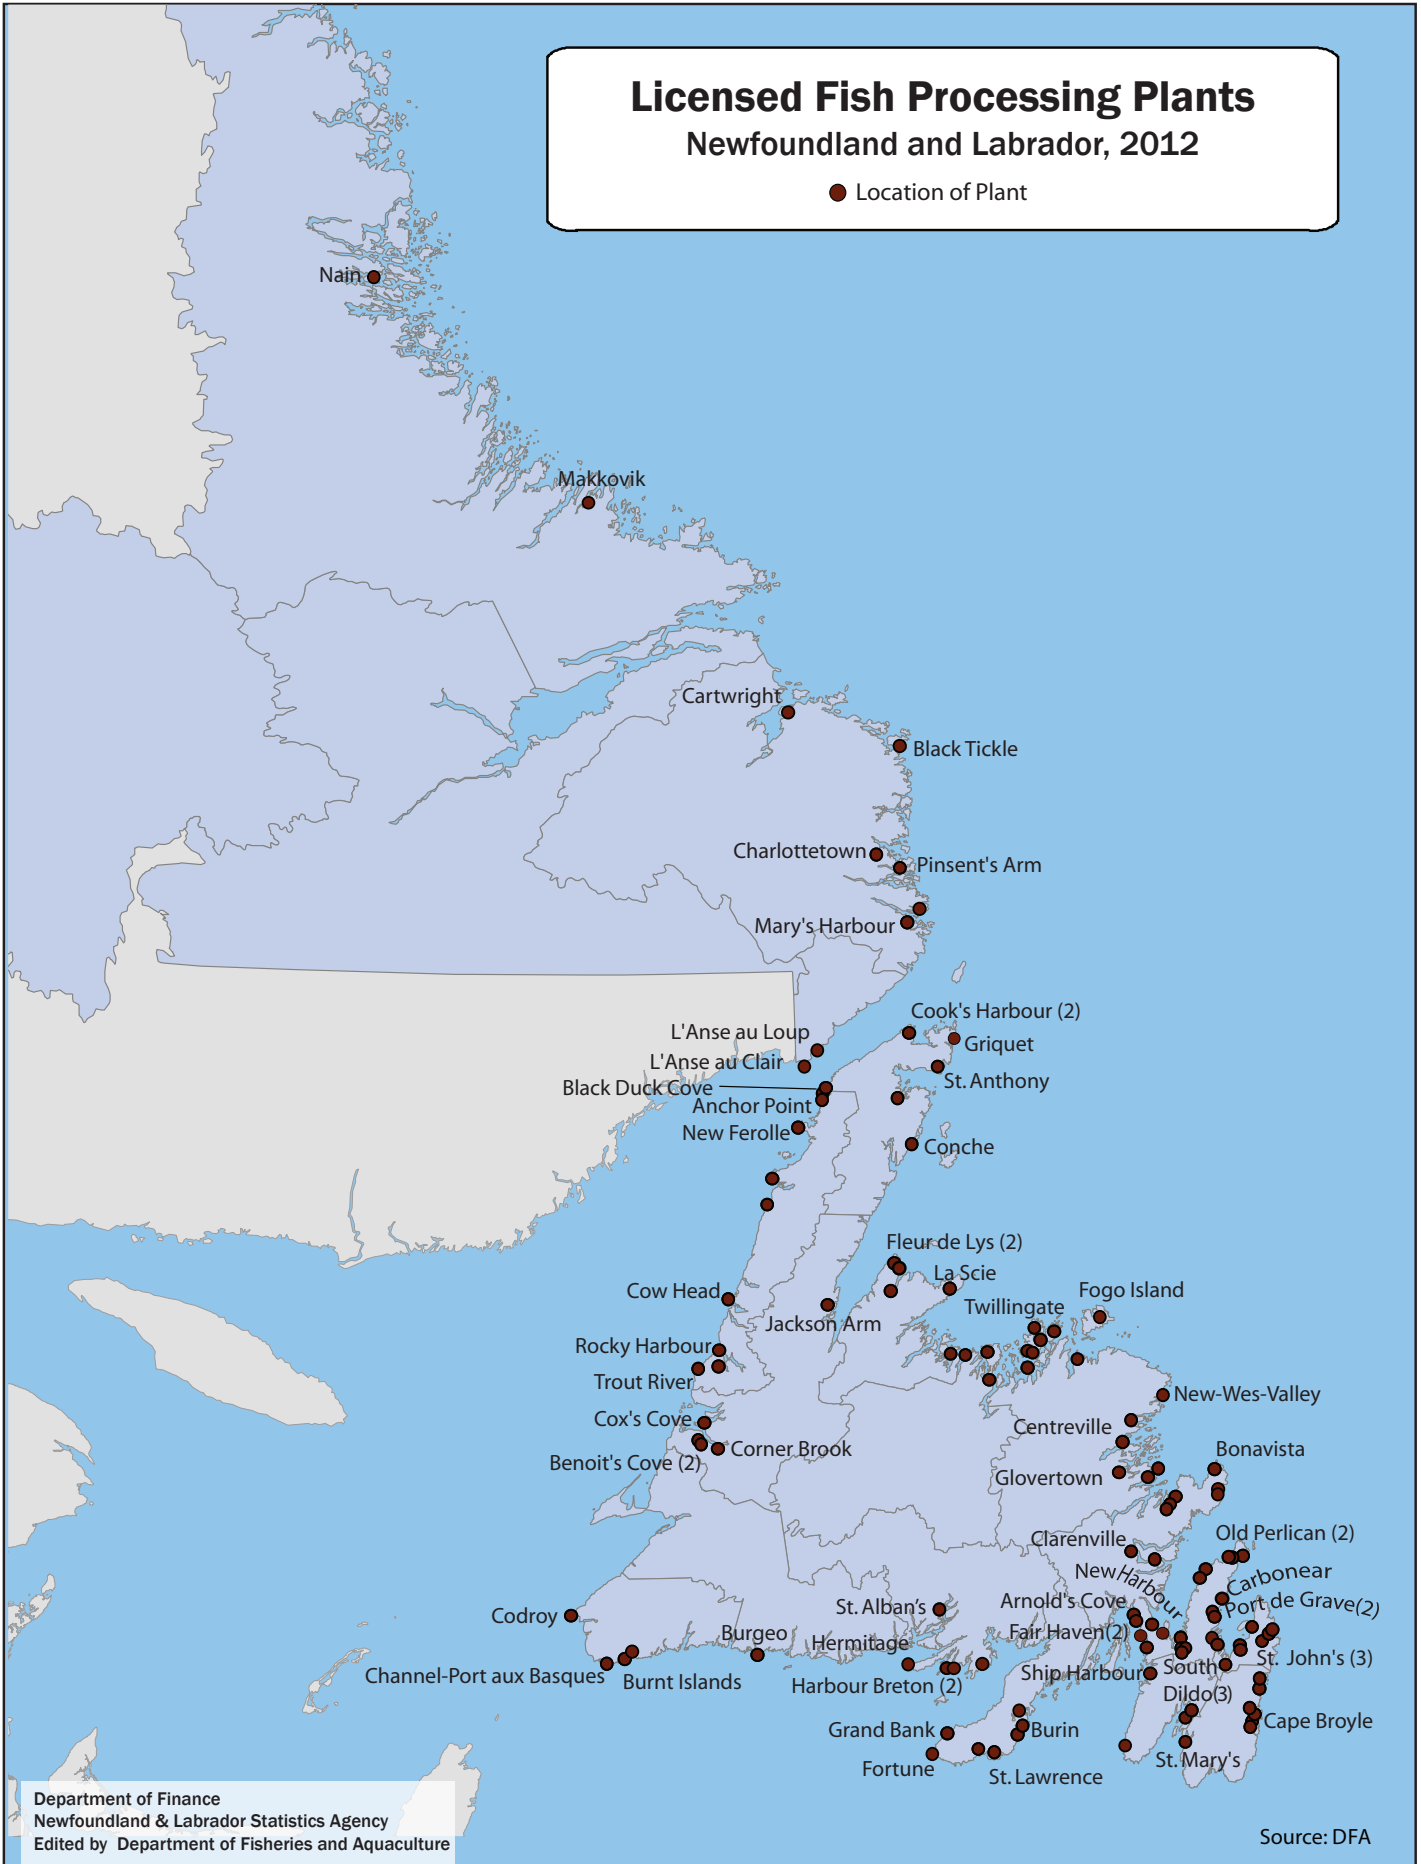 Licensed Fish Processing Plants
Newfoundland and Labrador, 2012
Location of Plant
Nain
Makkovik
Cartwright
Black Tickle
Charlottetown
Pinsent's Arm
Mary's Harbour
Cook's Harbour (2)
L'Anse au Loup
Griquet
L'Anse au Clair
St. Anthony
Black Duck Cove
Anchor Point
New Ferolle
Conche
Fleur de Lys (2)
La Scie
Cow Head
Fogo Island
Twillingate
Jackson Arm
Rocky Harbour
Trout River
New-Wes-Valley
Cox's Cove
Centreville
Corner Brook
Bonavista
Benoit's Cove (2)
Glovertown
Old Perlican (2)
Clarenville
New Harbour
Carbonear
Arnold's Cove
Port de Grave(2)
St. Alban's
Codroy
Fair Haven(2)
Burgeo
Hermitage
St. John's (3)
Ship Harbour
South
Dildo(3)
Channel-Port aux Basques
Burnt Islands
Harbour Breton (2)
Cape Broyle
Grand Bank
Burin
St. Mary's
Fortune
St. Lawrence
Department of Finance
Newfoundland & Labrador Statistics Agency
Edited by Department of Fisheries and Aquaculture
Source: DFA